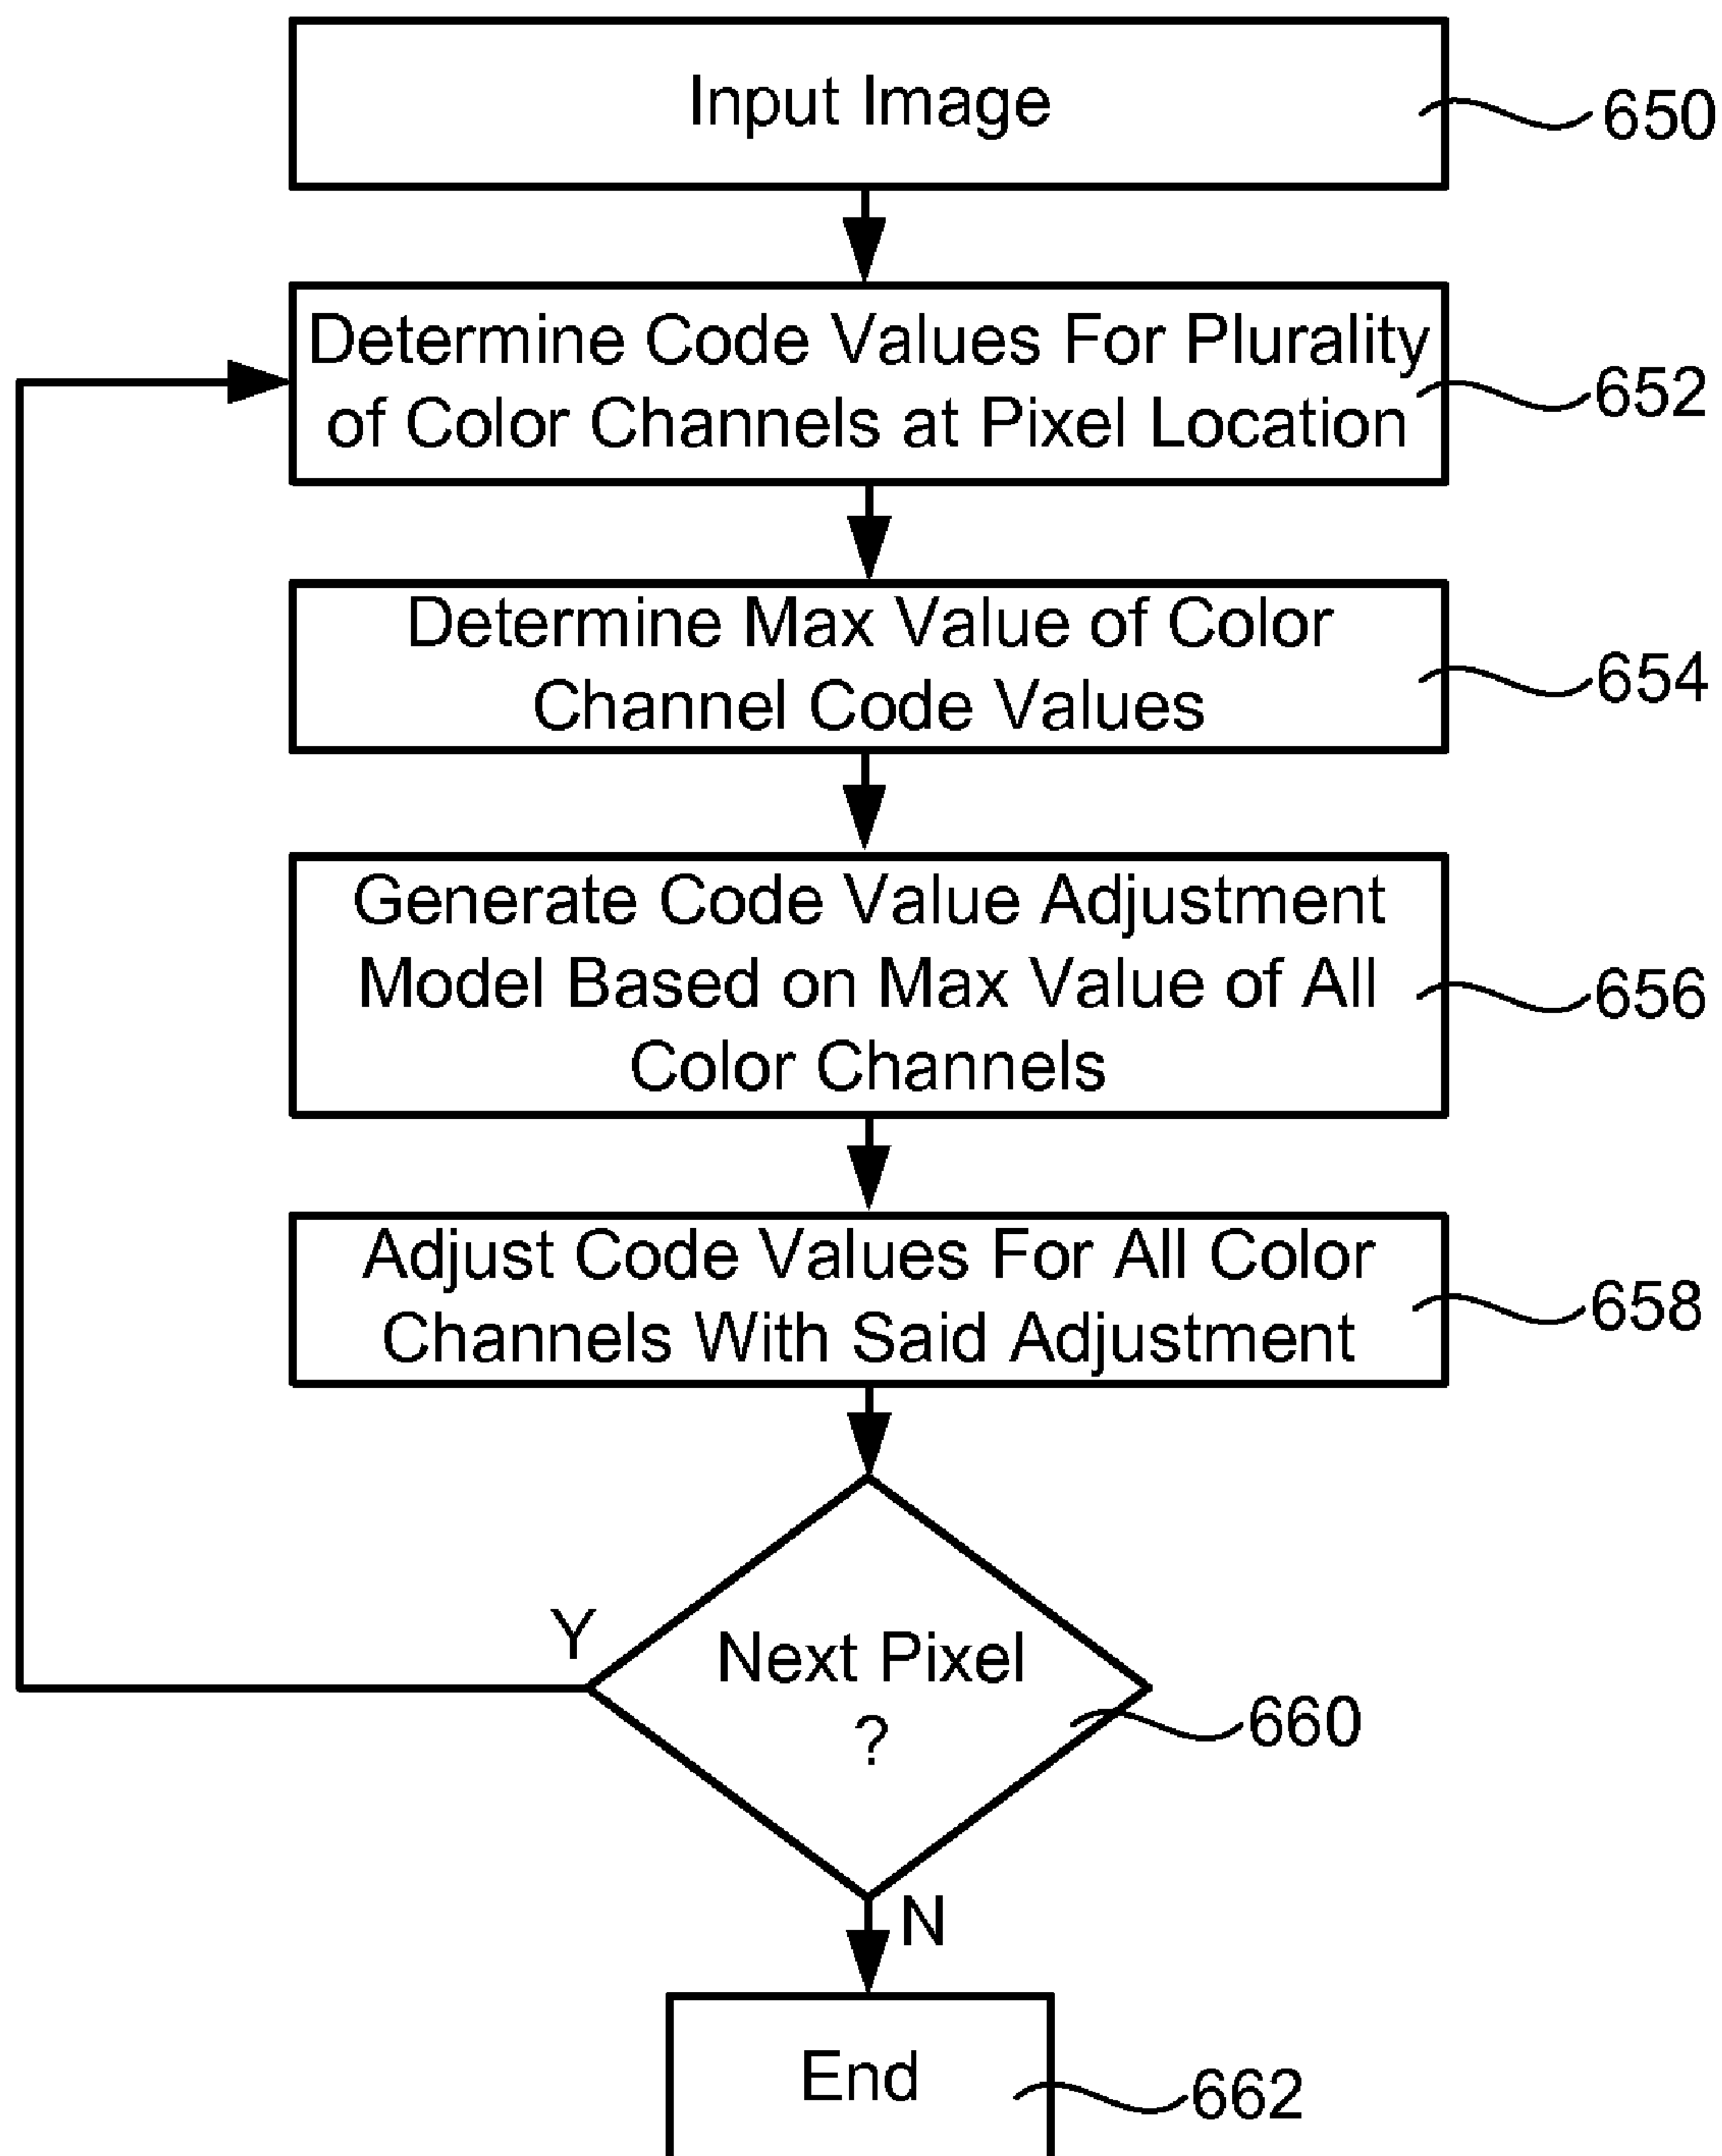 Input Image
650
Determine Code Values For Plurality
of Color Channels at Pixel Location
652
Determine Max Value of Color
Channel Code Values
654
Generate Code Value Adjustment
Model Based on Max Value of All
Color Channels
656
Adjust Code Values For All Color
Channels With Said Adjustment
658
Y
Next Pixel
?
660
N
End
662